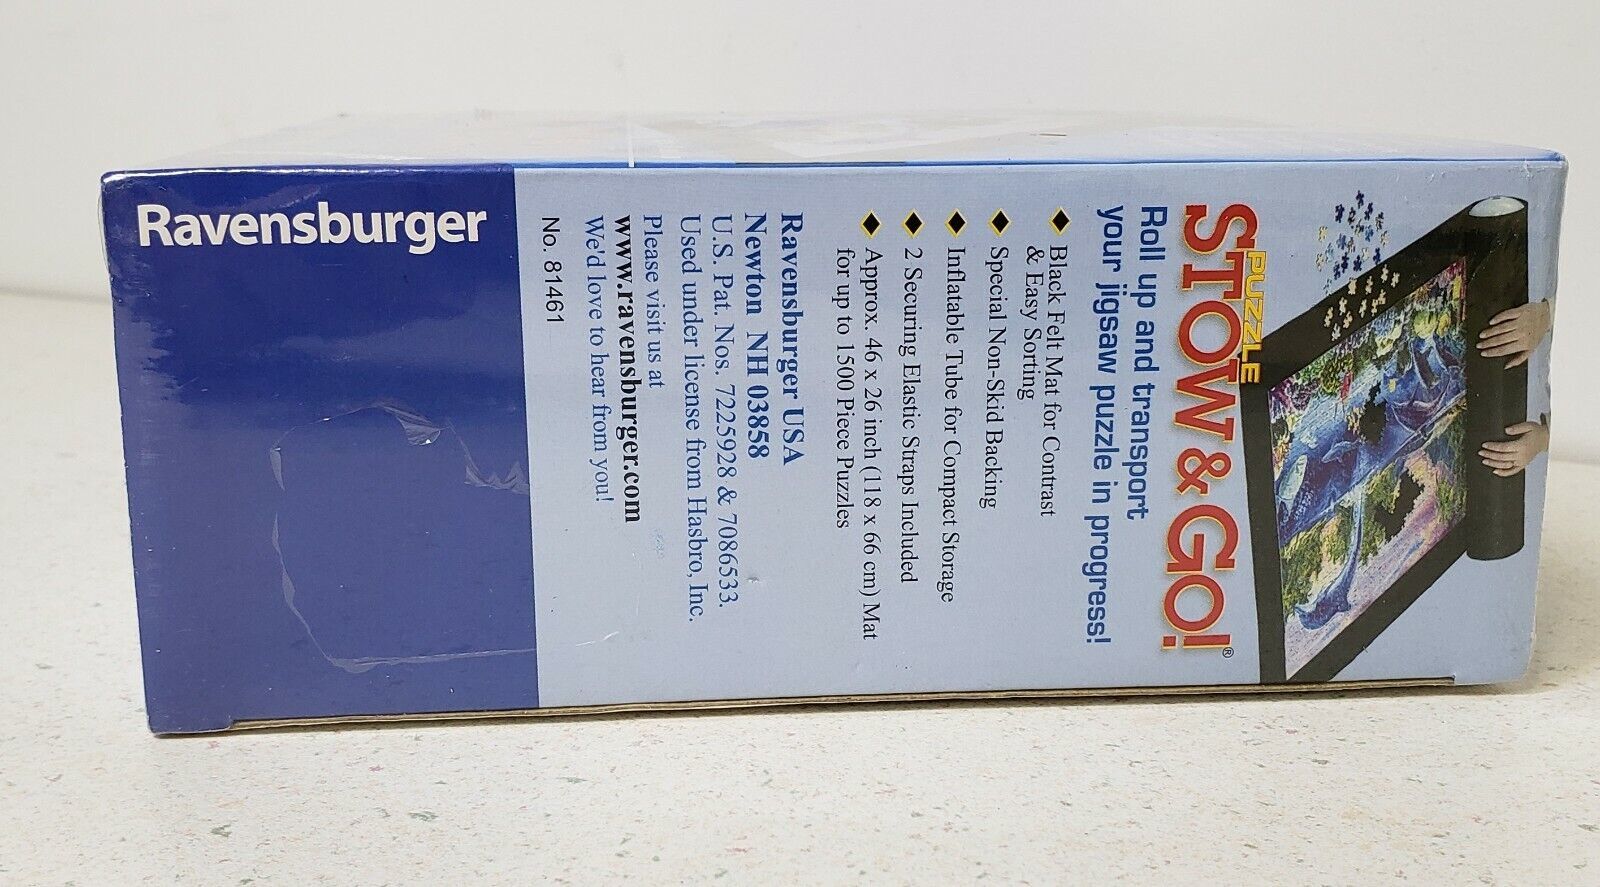 Ravensburger
PUZZLE
STOW & GO!®
Roll up and transport
your jigsaw puzzle in progress!
Black Felt Mat for Contrast
& Easy Sorting
Special Non-Skid Backing
Inflatable Tube for Compact Storage
2 Securing Elastic Straps Included
Approx. 46 x 26 inch (118 x 66 cm) Mat
for up to 1500 Piece Puzzles
Ravensburger USA
Newton NH 03858
U.S. Pat. Nos. 7225928 & 7086533.
Used under license from Hasbro, Inc.
Please visit us at
www.ravensburger.com
We'd love to hear from you!
No. 81461